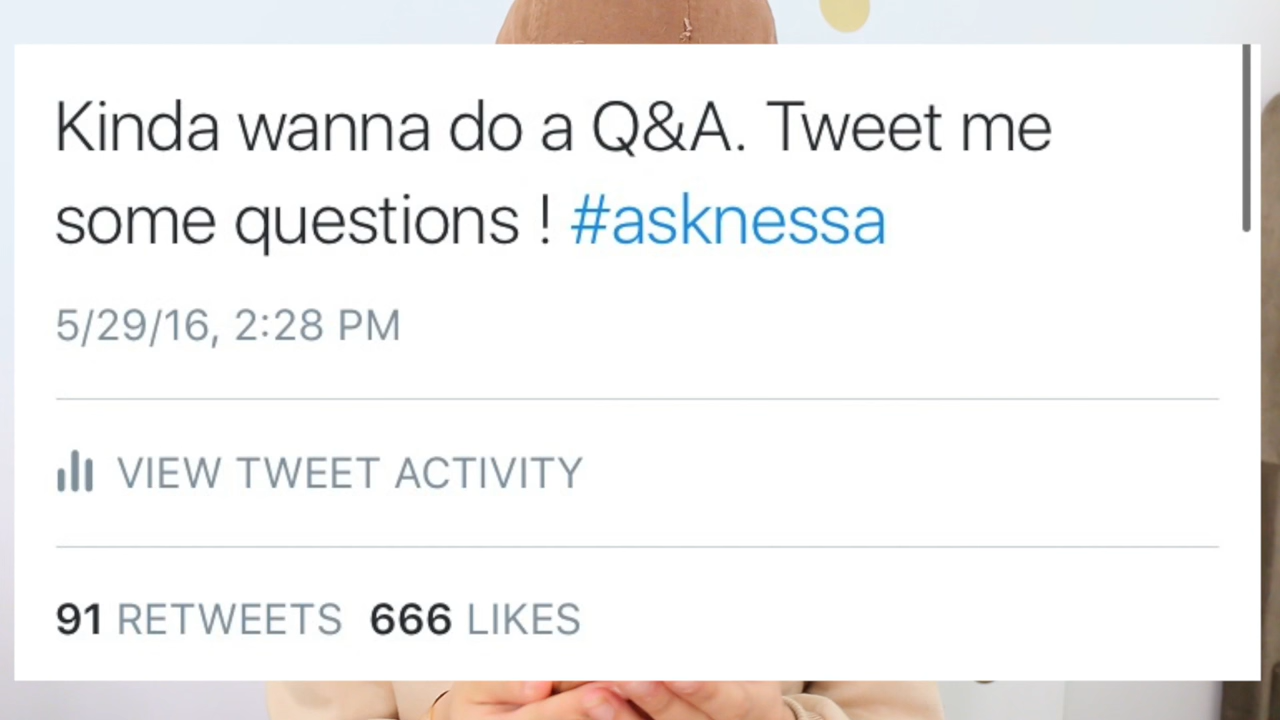 Kinda wanna do a Q&A. Tweet me
some questions ! #asknessa
5/29/16, 2:28 PM
VIEW TWEET ACTIVITY
91 RETWEETS 666 LIKES